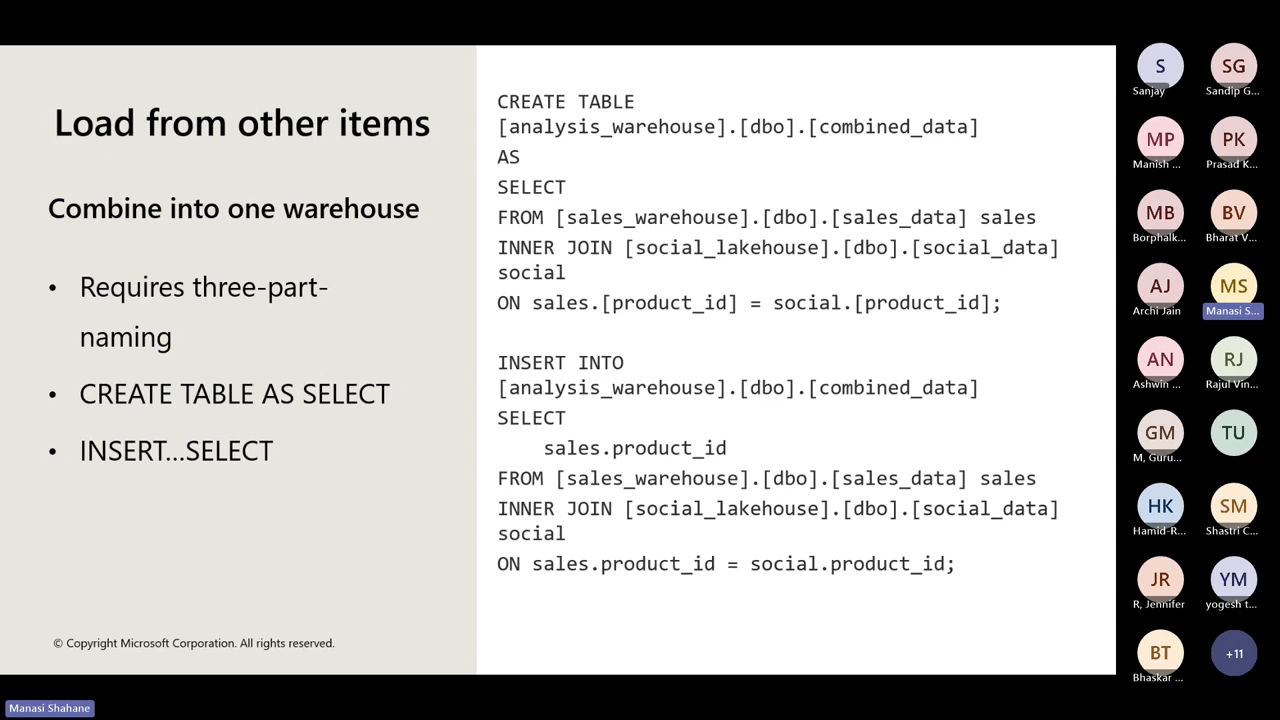 Load from other items
Combine into one warehouse
• Requires three-part-
naming
• CREATE TABLE AS SELECT
• INSERT...SELECT
© Copyright Microsoft Corporation. All rights reserved.
CREATE TABLE
[analysis_warehouse].[dbo].[combined_data]
AS
SELECT
FROM [sales_warehouse].[dbo].[sales_data] sales
INNER JOIN [social_lakehouse].[dbo].[social_data]
social
ON sales.[product_id] = social.[product_id];
INSERT INTO
[analysis_warehouse].[dbo].[combined_data]
SELECT
sales.product_id
FROM [sales_warehouse].[dbo].[sales_data] sales
INNER JOIN [social_lakehouse].[dbo].[social_data]
social
ON sales.product_id = social.product_id;
S
Sanjay
SG
Sandip G...
MP
Manish ...
PK
Prasad K...
MB
Borphalk...
BV
Bharat V...
AJ
Archi Jain
MS
Manasi S...
AN
Ashwin ...
RJ
Rajul Vin...
GM
M, Guru...
TU
HK
Hamid-R...
SM
Shastri C...
JR
R, Jennifer
YM
yogesh t...
BT
Bhaskar ...
+11
Manasi Shahane